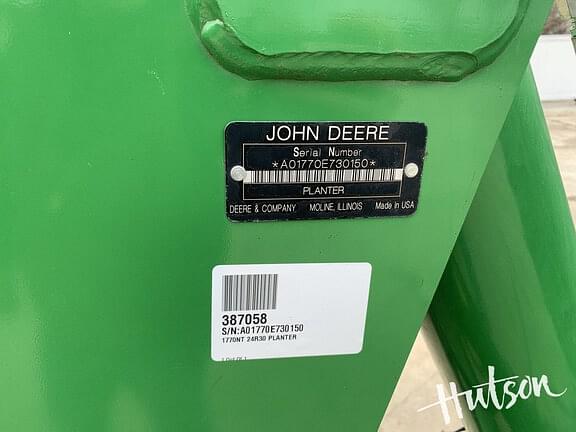 JOHN DEERE
Serial Number
*A01770E730150*
PLANTER
DEERE & COMPANY MOLINE, ILLINOIS Made in USA
387058
S/N:A01770E730150
1770NT 24R30 PLANTER
Hutson